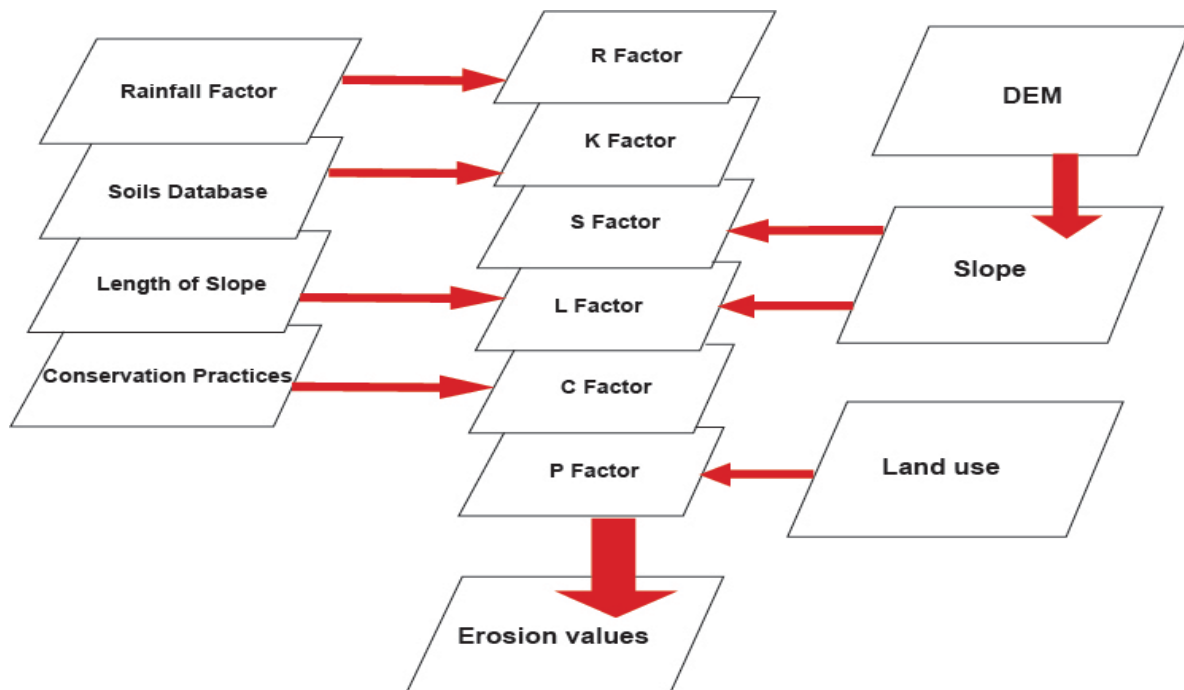 Rainfall Factor
Soils Database
Length of Slope
Conservation Practices
R Factor
K Factor
S Factor
L Factor
C Factor
P Factor
DEM
Slope
Land use
Erosion values